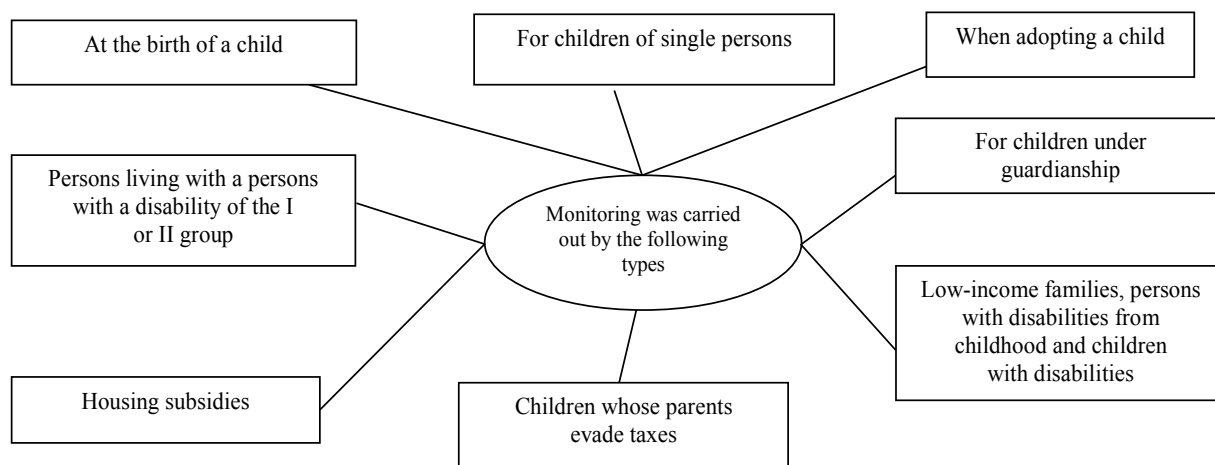 At the birth of a child
For children of single persons
When adopting a child
Persons living with a persons
with a disability of the I
or II group
Monitoring was carried
out by the following
types
For children under
guardianship
Low-income families, persons
with disabilities from
childhood and children
with disabilities
Housing subsidies
Children whose parents
evade taxes